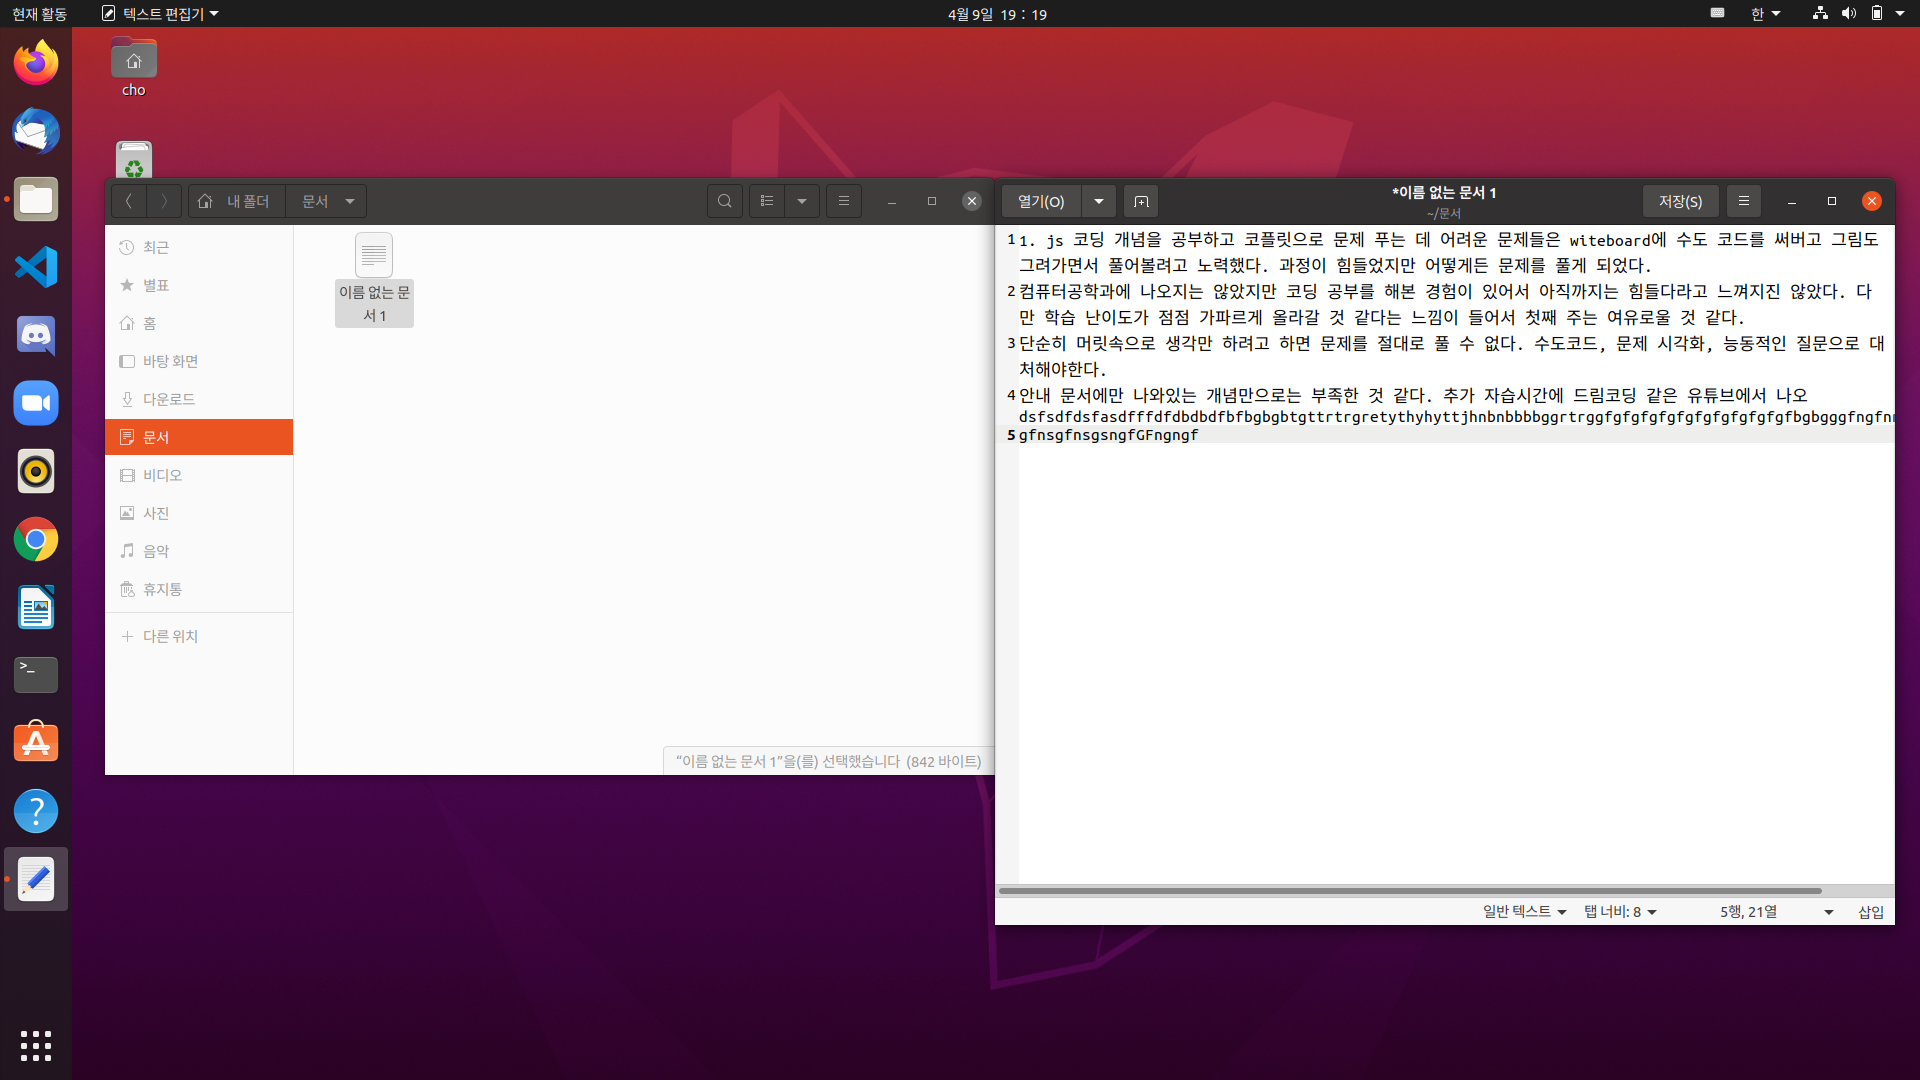 현재 활동
텍스트 편집기
4월 9일 19 : 19
한
cho
내 폴더
문서
최근
별표
홈
바탕 화면
다운로드
문서
비디오
사진
음악
휴지통
다른 위치
이름 없는 문
서 1
“이름 없는 문서 1”을(를) 선택했습니다 (842 바이트)
열기(O)
*이름 없는 문서 1
~/문서
저장(S)
1 1. js 코딩 개념을 공부하고 코플릿으로 문제 푸는 데 어려운 문제들은 witeboard에 수도 코드를 써버고 그림도
그려가면서 풀어볼려고 노력했다. 과정이 힘들었지만 어떻게든 문제를 풀게 되었다.
2 컴퓨터공학과에 나오지는 않았지만 코딩 공부를 해본 경험이 있어서 아직까지는 힘들다라고 느껴지진 않았다. 다
만 학습 난이도가 점점 가파르게 올라갈 것 같다는 느낌이 들어서 첫째 주는 여유로울 것 같다.
3 단순히 머릿속으로 생각만 하려고 하면 문제를 절대로 풀 수 없다. 수도코드, 문제 시각화, 능동적인 질문으로 대
처해야한다.
4 안내 문서에만 나와있는 개념만으로는 부족한 것 같다. 추가 자습시간에 드림코딩 같은 유튜브에서 나오
5 gfnsgfnsgsngfGFngngf
일반 텍스트
탭 너비: 8
5행, 21열
삽입